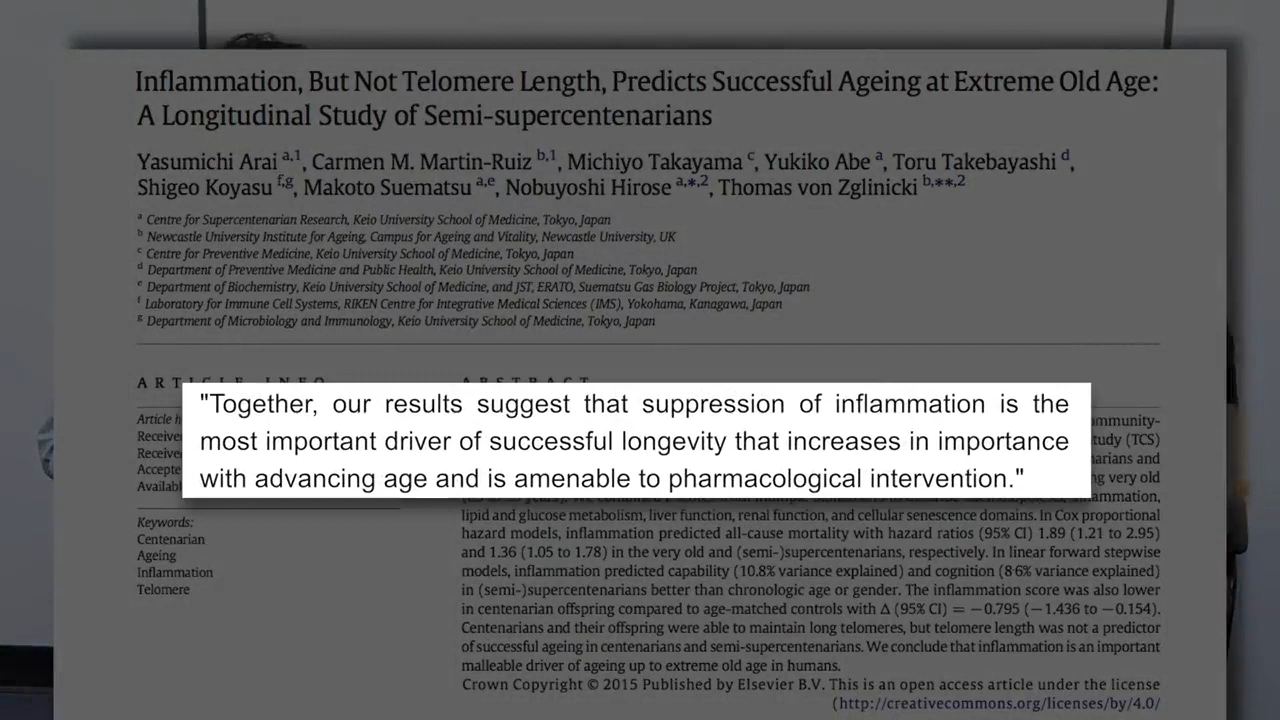 Inflammation, But Not Telomere Length, Predicts Successful Ageing at Extreme Old Age:
A Longitudinal Study of Semi-supercentenarians
Yasumichi Arai a,1, Carmen M. Martin-Ruiz b,1, Michiyo Takayama c, Yukiko Abe a, Toru Takebayashi d,
Shigeo Koyasu f,g, Makoto Suematsu a,e, Nobuyoshi Hirose a,*,2, Thomas von Zglinicki b,**,2
a Centre for Supercentenarian Research, Keio University School of Medicine, Tokyo, Japan
b Newcastle University Institute for Ageing, Campus for Ageing and Vitality, Newcastle University, UK
c Centre for Preventive Medicine, Keio University School of Medicine, Tokyo, Japan
d Department of Preventive Medicine and Public Health, Keio University School of Medicine, Tokyo, Japan
e Department of Biochemistry, Keio University School of Medicine, and JST, ERATO, Suematsu Gas Biology Project, Tokyo, Japan
f Laboratory for Immune Cell Systems, RIKEN Centre for Integrative Medical Sciences (IMS), Yokohama, Kanagawa, Japan
g Department of Microbiology and Immunology, Keio University School of Medicine, Tokyo, Japan
ARTICLE INFO
ABSTRACT
"Together, our results suggest that suppression of inflammation is the
most important driver of successful longevity that increases in importance
with advancing age and is amenable to pharmacological intervention."
Article
(TCS)
and
very old
lipid and glucose metabolism, liver function, renal function, and cellular senescence domains. In Cox proportional
hazard models, inflammation predicted all-cause mortality with hazard ratios (95% CI) 1.89 (1.21 to 2.95)
and 1.36 (1.05 to 1.78) in the very old and (semi-)supercentenarians, respectively. In linear forward stepwise
models, inflammation predicted capability (10.8% variance explained) and cognition (8·6% variance explained)
in (semi-)supercentenarians better than chronologic age or gender. The inflammation score was also lower
in centenarian offspring compared to age-matched controls with Δ (95% CI) = −0.795 (−1.436 to −0.154).
Centenarians and their offspring were able to maintain long telomeres, but telomere length was not a predictor
of successful ageing in centenarians and semi-supercentenarians. We conclude that inflammation is an important
malleable driver of ageing up to extreme old age in humans.
Crown Copyright © 2015 Published by Elsevier B.V. This is an open access article under the license
(http://creativecommons.org/licenses/by/4.0/
Keywords:
Centenarian
Ageing
Inflammation
Telomere